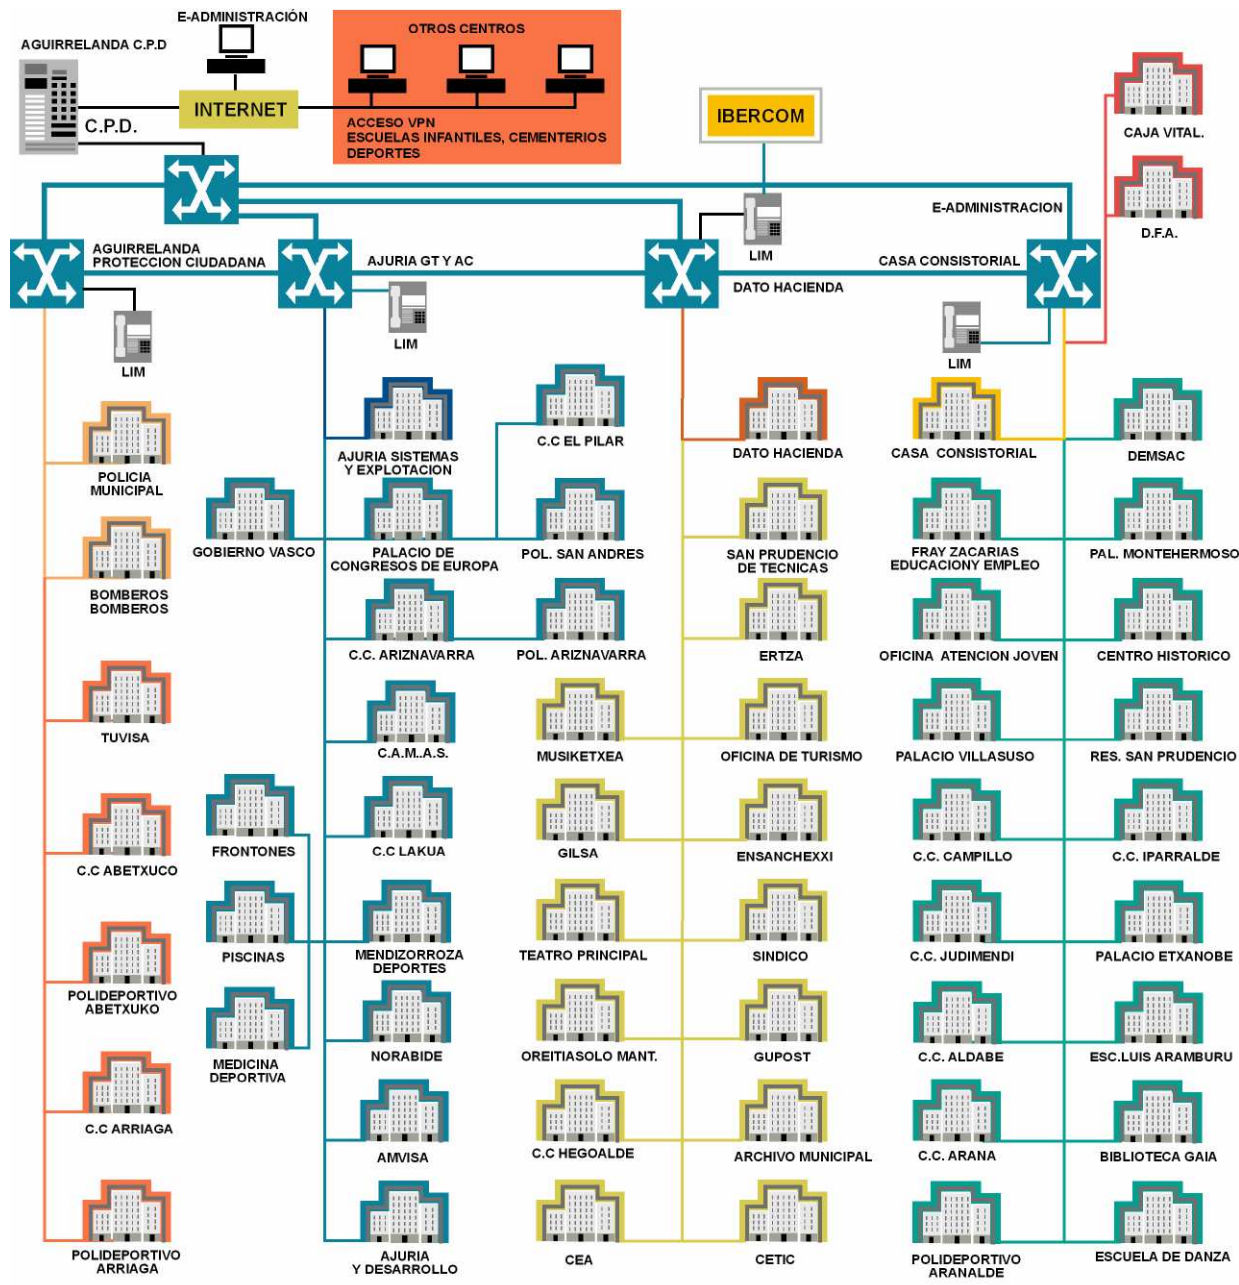 E-ADMINISTRACIÓN
AGUIRRELANDA C.P.D
OTROS CENTROS
INTERNET
C.P.D.
ACCESO VPN
ESCUELAS INFANTILES, CEMENTERIOS
DEPORTES
IBERCOM
CAJA VITAL.
E-ADMINISTRACION
D.F.A.
AGUIRRELANDA
PROTECCION CIUDADANA
AJURIA GT Y AC
LIM
CASA CONSISTORIAL
DATO HACIENDA
LIM
LIM
LIM
C.C EL PILAR
AJURIA SISTEMAS
Y EXPLOTACION
DATO HACIENDA
CASA CONSISTORIAL
DEMSAC
POLICIA
MUNICIPAL
GOBIERNO VASCO
PALACIO DE
CONGRESOS DE EUROPA
POL. SAN ANDRES
SAN PRUDENCIO
DE TECNICAS
FRAY ZACARIAS
EDUCACIONY EMPLEO
PAL. MONTEHERMOSO
BOMBEROS
BOMBEROS
C.C. ARIZNAVARRA
POL. ARIZNAVARRA
ERTZA
OFICINA ATENCION JOVEN
CENTRO HISTORICO
TUVISA
C.A.M..A.S.
MUSIKETXEA
OFICINA DE TURISMO
PALACIO VILLASUSO
RES. SAN PRUDENCIO
FRONTONES
C.C LAKUA
GILSA
ENSANCHEXXI
C.C. CAMPILLO
C.C. IPARRALDE
C.C ABETXUCO
PISCINAS
MENDIZORROZA
DEPORTES
TEATRO PRINCIPAL
SINDICO
C.C. JUDIMENDI
PALACIO ETXANOBE
POLIDEPORTIVO
ABETXUKO
MEDICINA
DEPORTIVA
NORABIDE
OREITIASOLO MANT.
GUPOST
C.C. ALDABE
ESC.LUIS ARAMBURU
C.C ARRIAGA
AMVISA
C.C HEGOALDE
ARCHIVO MUNICIPAL
C.C. ARANA
BIBLIOTECA GAIA
POLIDEPORTIVO
ARRIAGA
AJURIA
Y DESARROLLO
CEA
CETIC
POLIDEPORTIVO
ARANALDE
ESCUELA DE DANZA